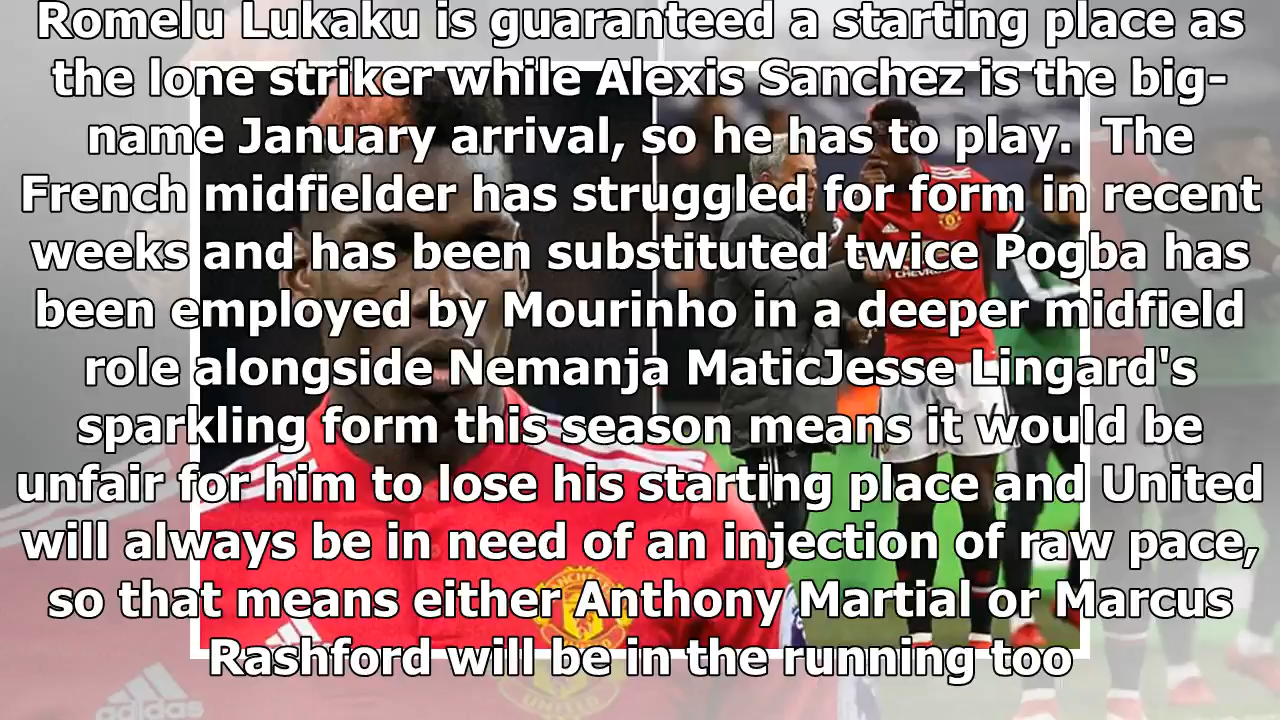 Romelu Lukaku is guaranteed a starting place as
the lone striker while Alexis Sanchez is the big-
name January arrival, so he has to play.  The
French midfielder has struggled for form in recent
weeks and has been substituted twice Pogba has
been employed by Mourinho in a deeper midfield
role alongside Nemanja MaticJesse Lingard's
sparkling form this season means it would be
unfair for him to lose his starting place and United
will always be in need of an injection of raw pace,
so that means either Anthony Martial or Marcus
Rashford will be in the running too
CHEVROLET
adidas
UNITED